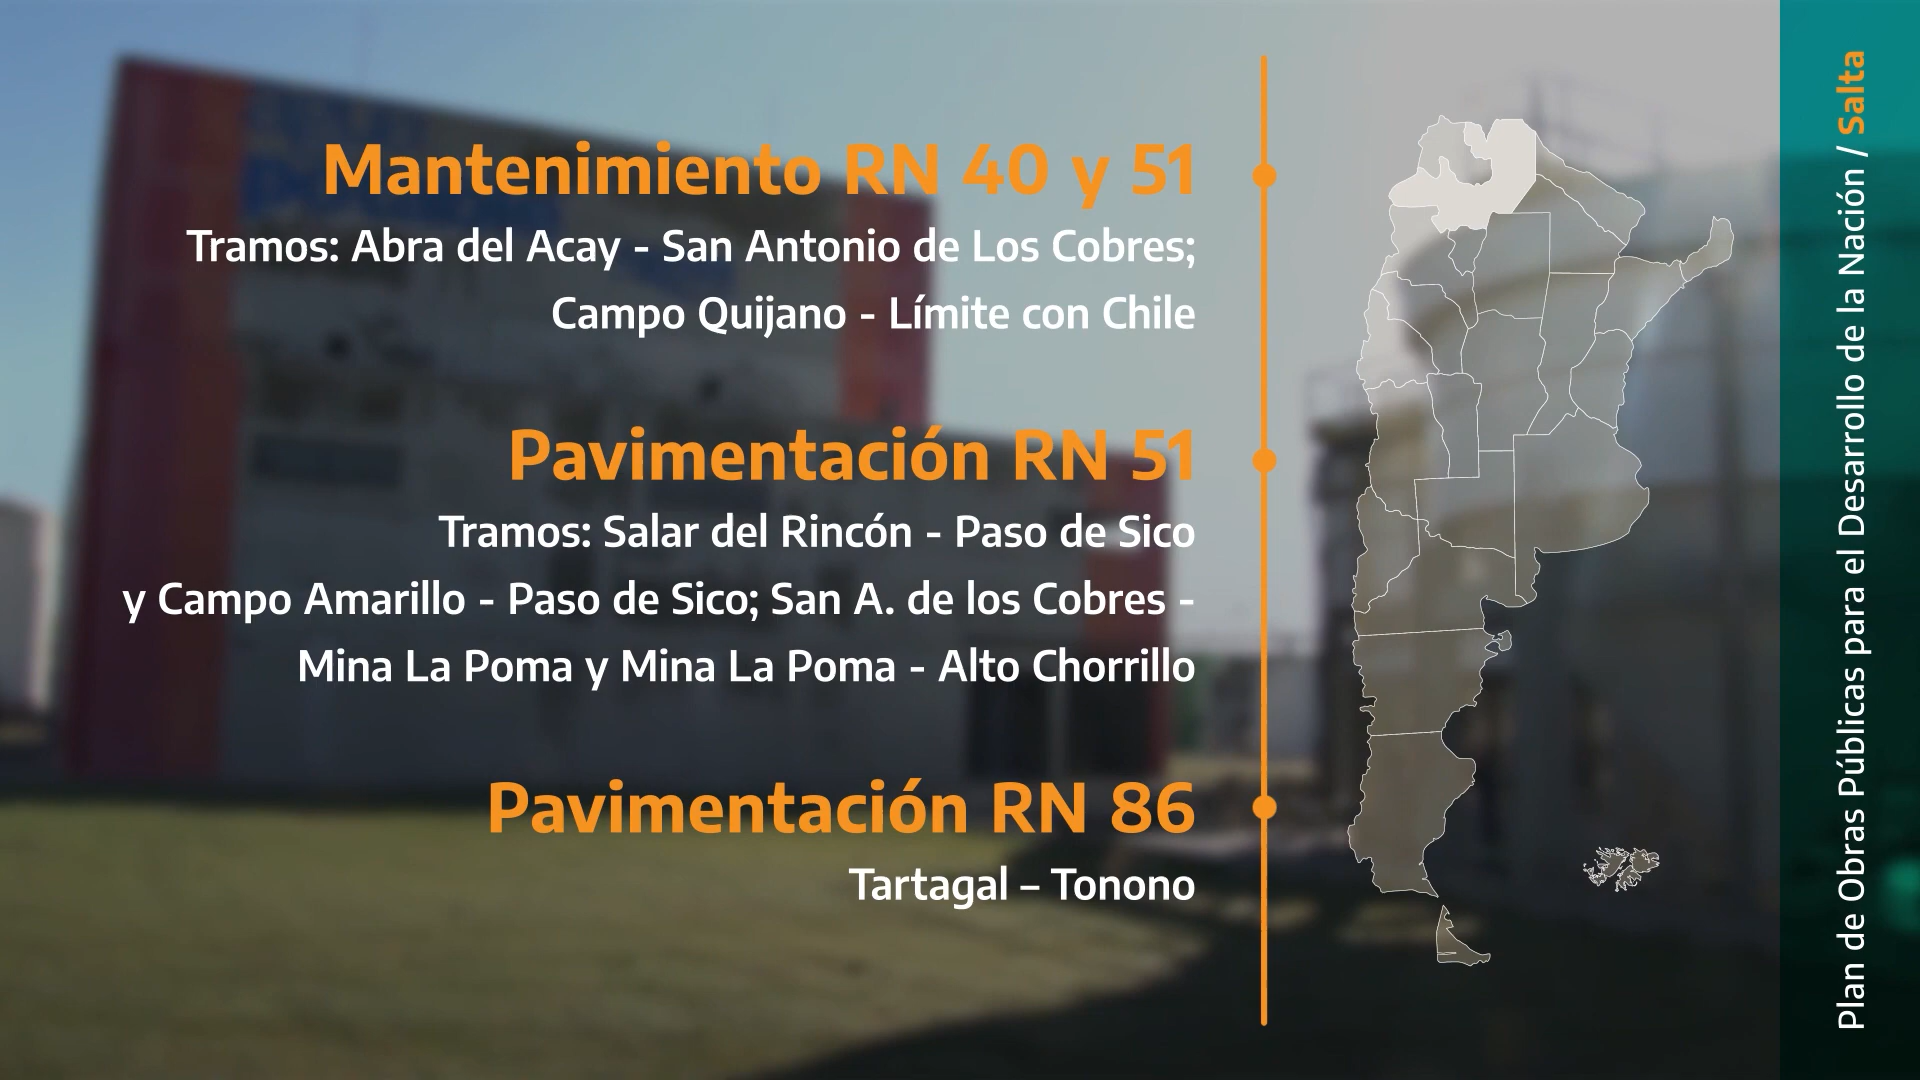 Mantenimiento RN 40 y 51
Tramos: Abra del Acay - San Antonio de Los Cobres;
Campo Quijano - Límite con Chile
Pavimentación RN 51
Tramos: Salar del Rincón - Paso de Sico
y Campo Amarillo - Paso de Sico; San A. de los Cobres -
Mina La Poma y Mina La Poma - Alto Chorrillo
Pavimentación RN 86
Tartagal – Tonono
Plan de Obras Públicas para el Desarrollo de la Nación / Salta